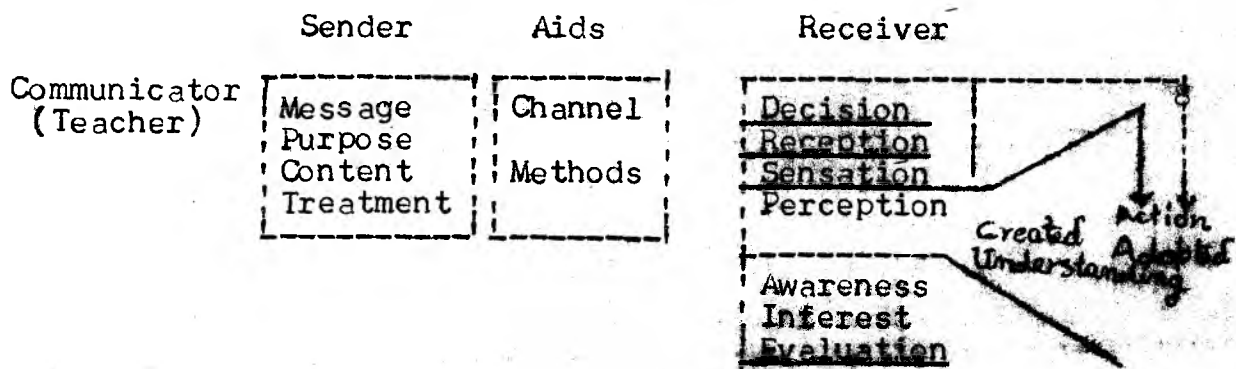 Sender Aids Receiver
Communicator
(Teacher)
Message
Purpose
Content
Treatment
Channel
Methods
Decision
Reception
Sensation
Perception
Created
Understanding
Action
Adopted
Awareness
Interest
Evaluation